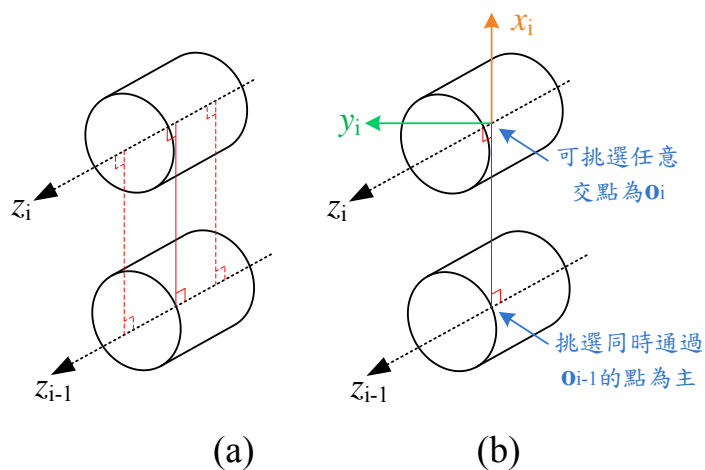 xi
yi
zi
zi
可挑選任意
交點為oi
zi-1
zi-1
挑選同時通過
oi-1的點為主
(a)
(b)